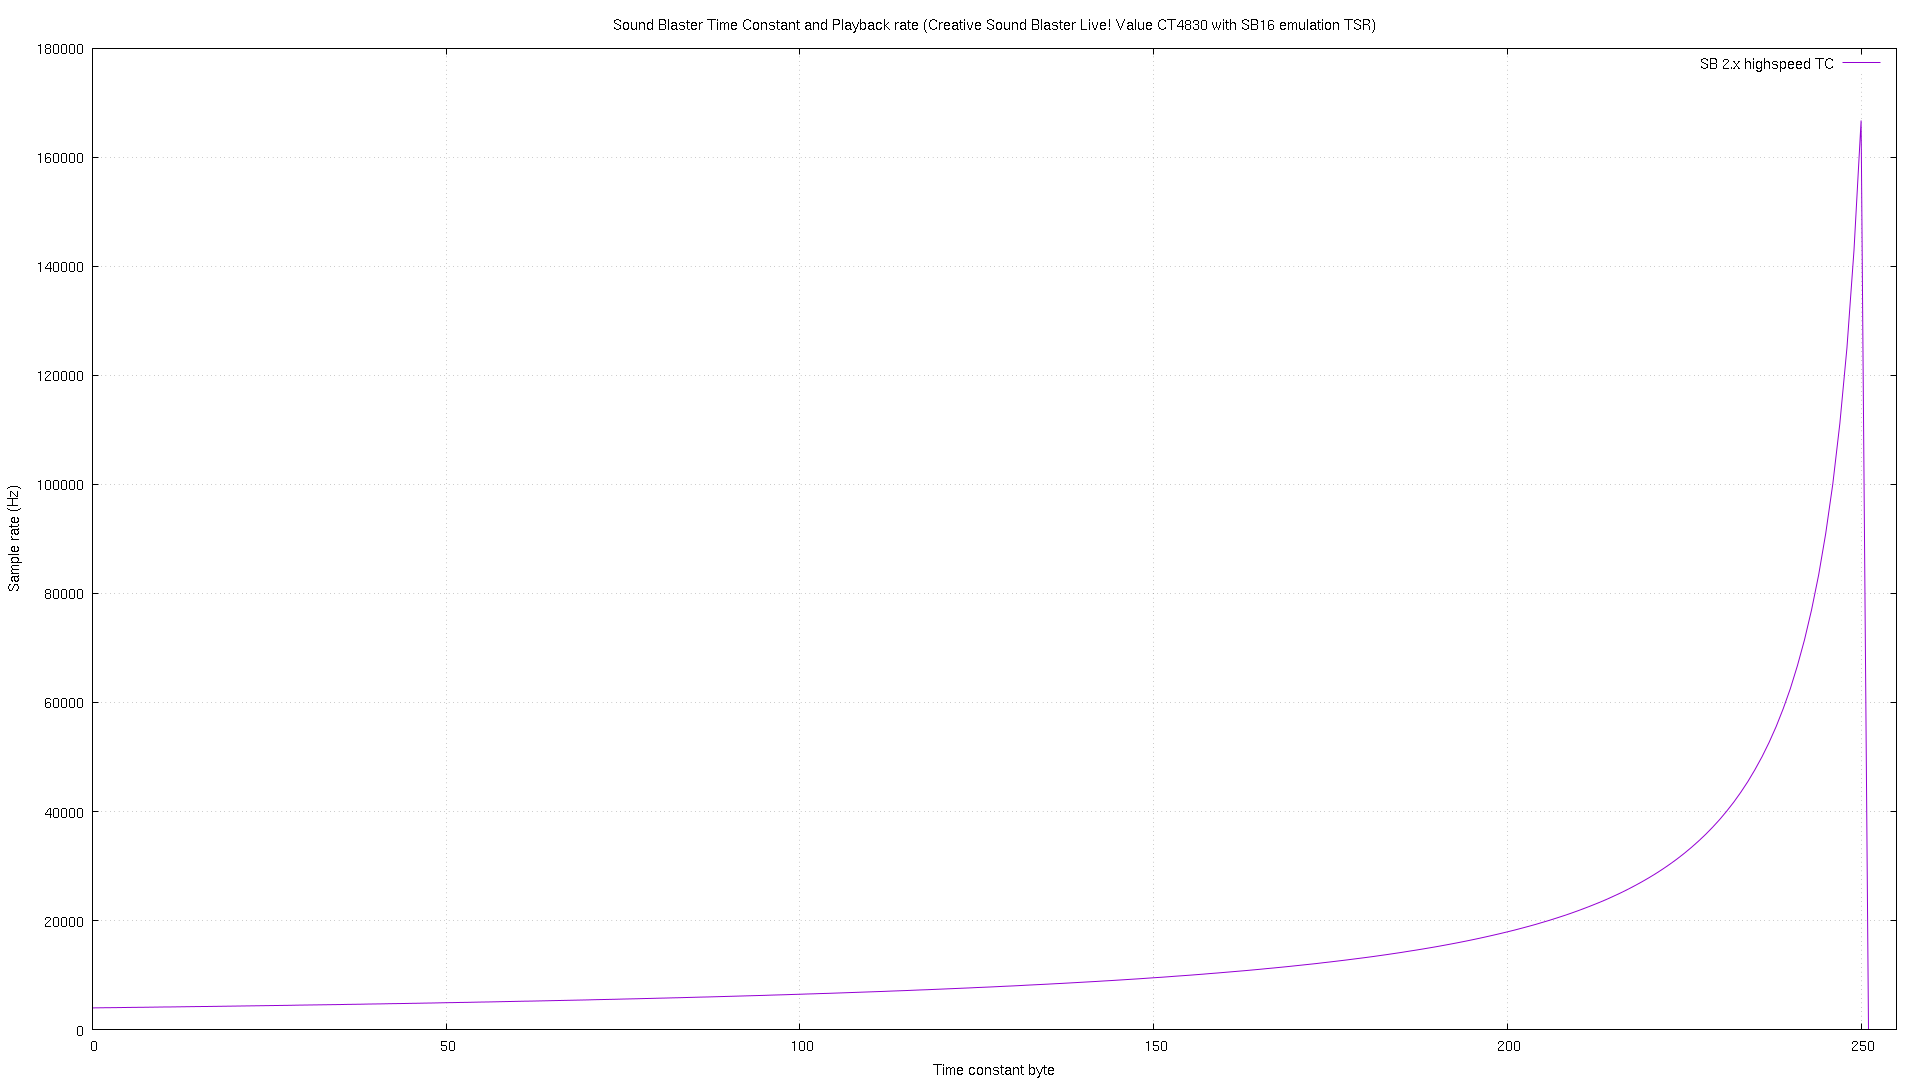 Sound Blaster Time Constant and Playback rate (Creative Sound Blaster Live! Value CT4830 with SB16 emulation TSR)
SB 2.x highspeed TC
180000
160000
140000
120000
100000
80000
60000
40000
20000
0
Sample rate (Hz)
0 50 100 150 200 250
Time constant byte